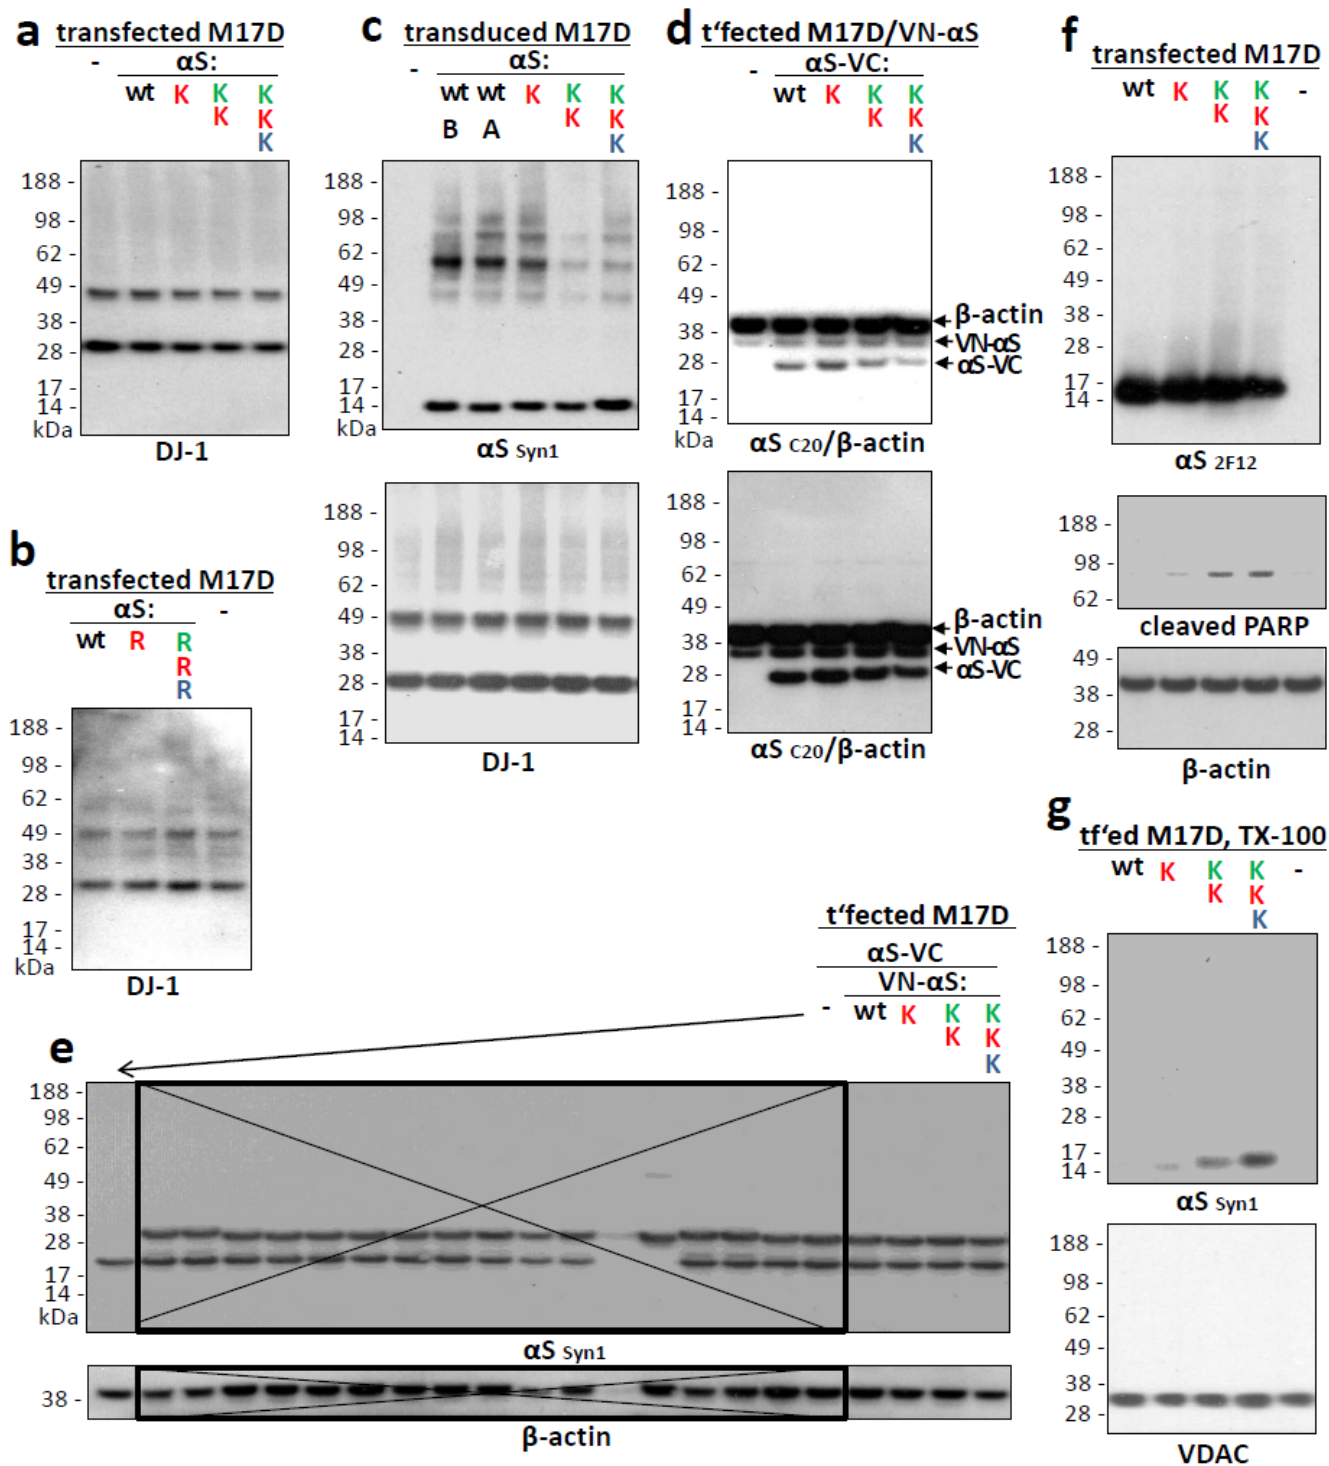 a
transfected M17D
- αS:
wt K K K
K K
K
188 -
98 -
62 -
49 -
38 -
28 -
17 -
14 -
kDa
DJ-1
b
transfected M17D
αS: -
wt R R
R
R
188 -
98 -
62 -
49 -
38 -
28 -
17 -
14 -
kDa
DJ-1
c
transduced M17D
- αS:
wt wt K K K
B A K K
K
188 -
98 -
62 -
49 -
38 -
28 -
17 -
14 -
kDa
αS Syn1
188 -
98 -
62 -
49 -
38 -
28 -
17 -
14 -
DJ-1
d
t'fected M17D/VN-αS
- αS-VC:
wt K K K
K K
K
188 -
98 -
62 -
49 -
38 -
28 -
17 -
14 -
kDa
β-actin
VN-αS
αS-VC
αS C20/β-actin
188 -
98 -
62 -
49 -
38 -
28 -
17 -
14 -
β-actin
VN-αS
αS-VC
αS C20/β-actin
t'fected M17D
αS-VC
VN-αS:
- wt K K K
K K
K
e
188 -
98 -
62 -
49 -
38 -
28 -
17 -
14 -
kDa
αS Syn1
38 -
β-actin
f
transfected M17D
wt K K K -
K K
K
188 -
98 -
62 -
49 -
38 -
28 -
17 -
14 -
αS 2F12
188 -
98 -
62 -
cleaved PARP
49 -
38 -
28 -
β-actin
g
tf'ed M17D, TX-100
wt K K K -
K K
K
188 -
98 -
62 -
49 -
38 -
28 -
17 -
14 -
αS Syn1
188 -
98 -
62 -
49 -
38 -
28 -
VDAC